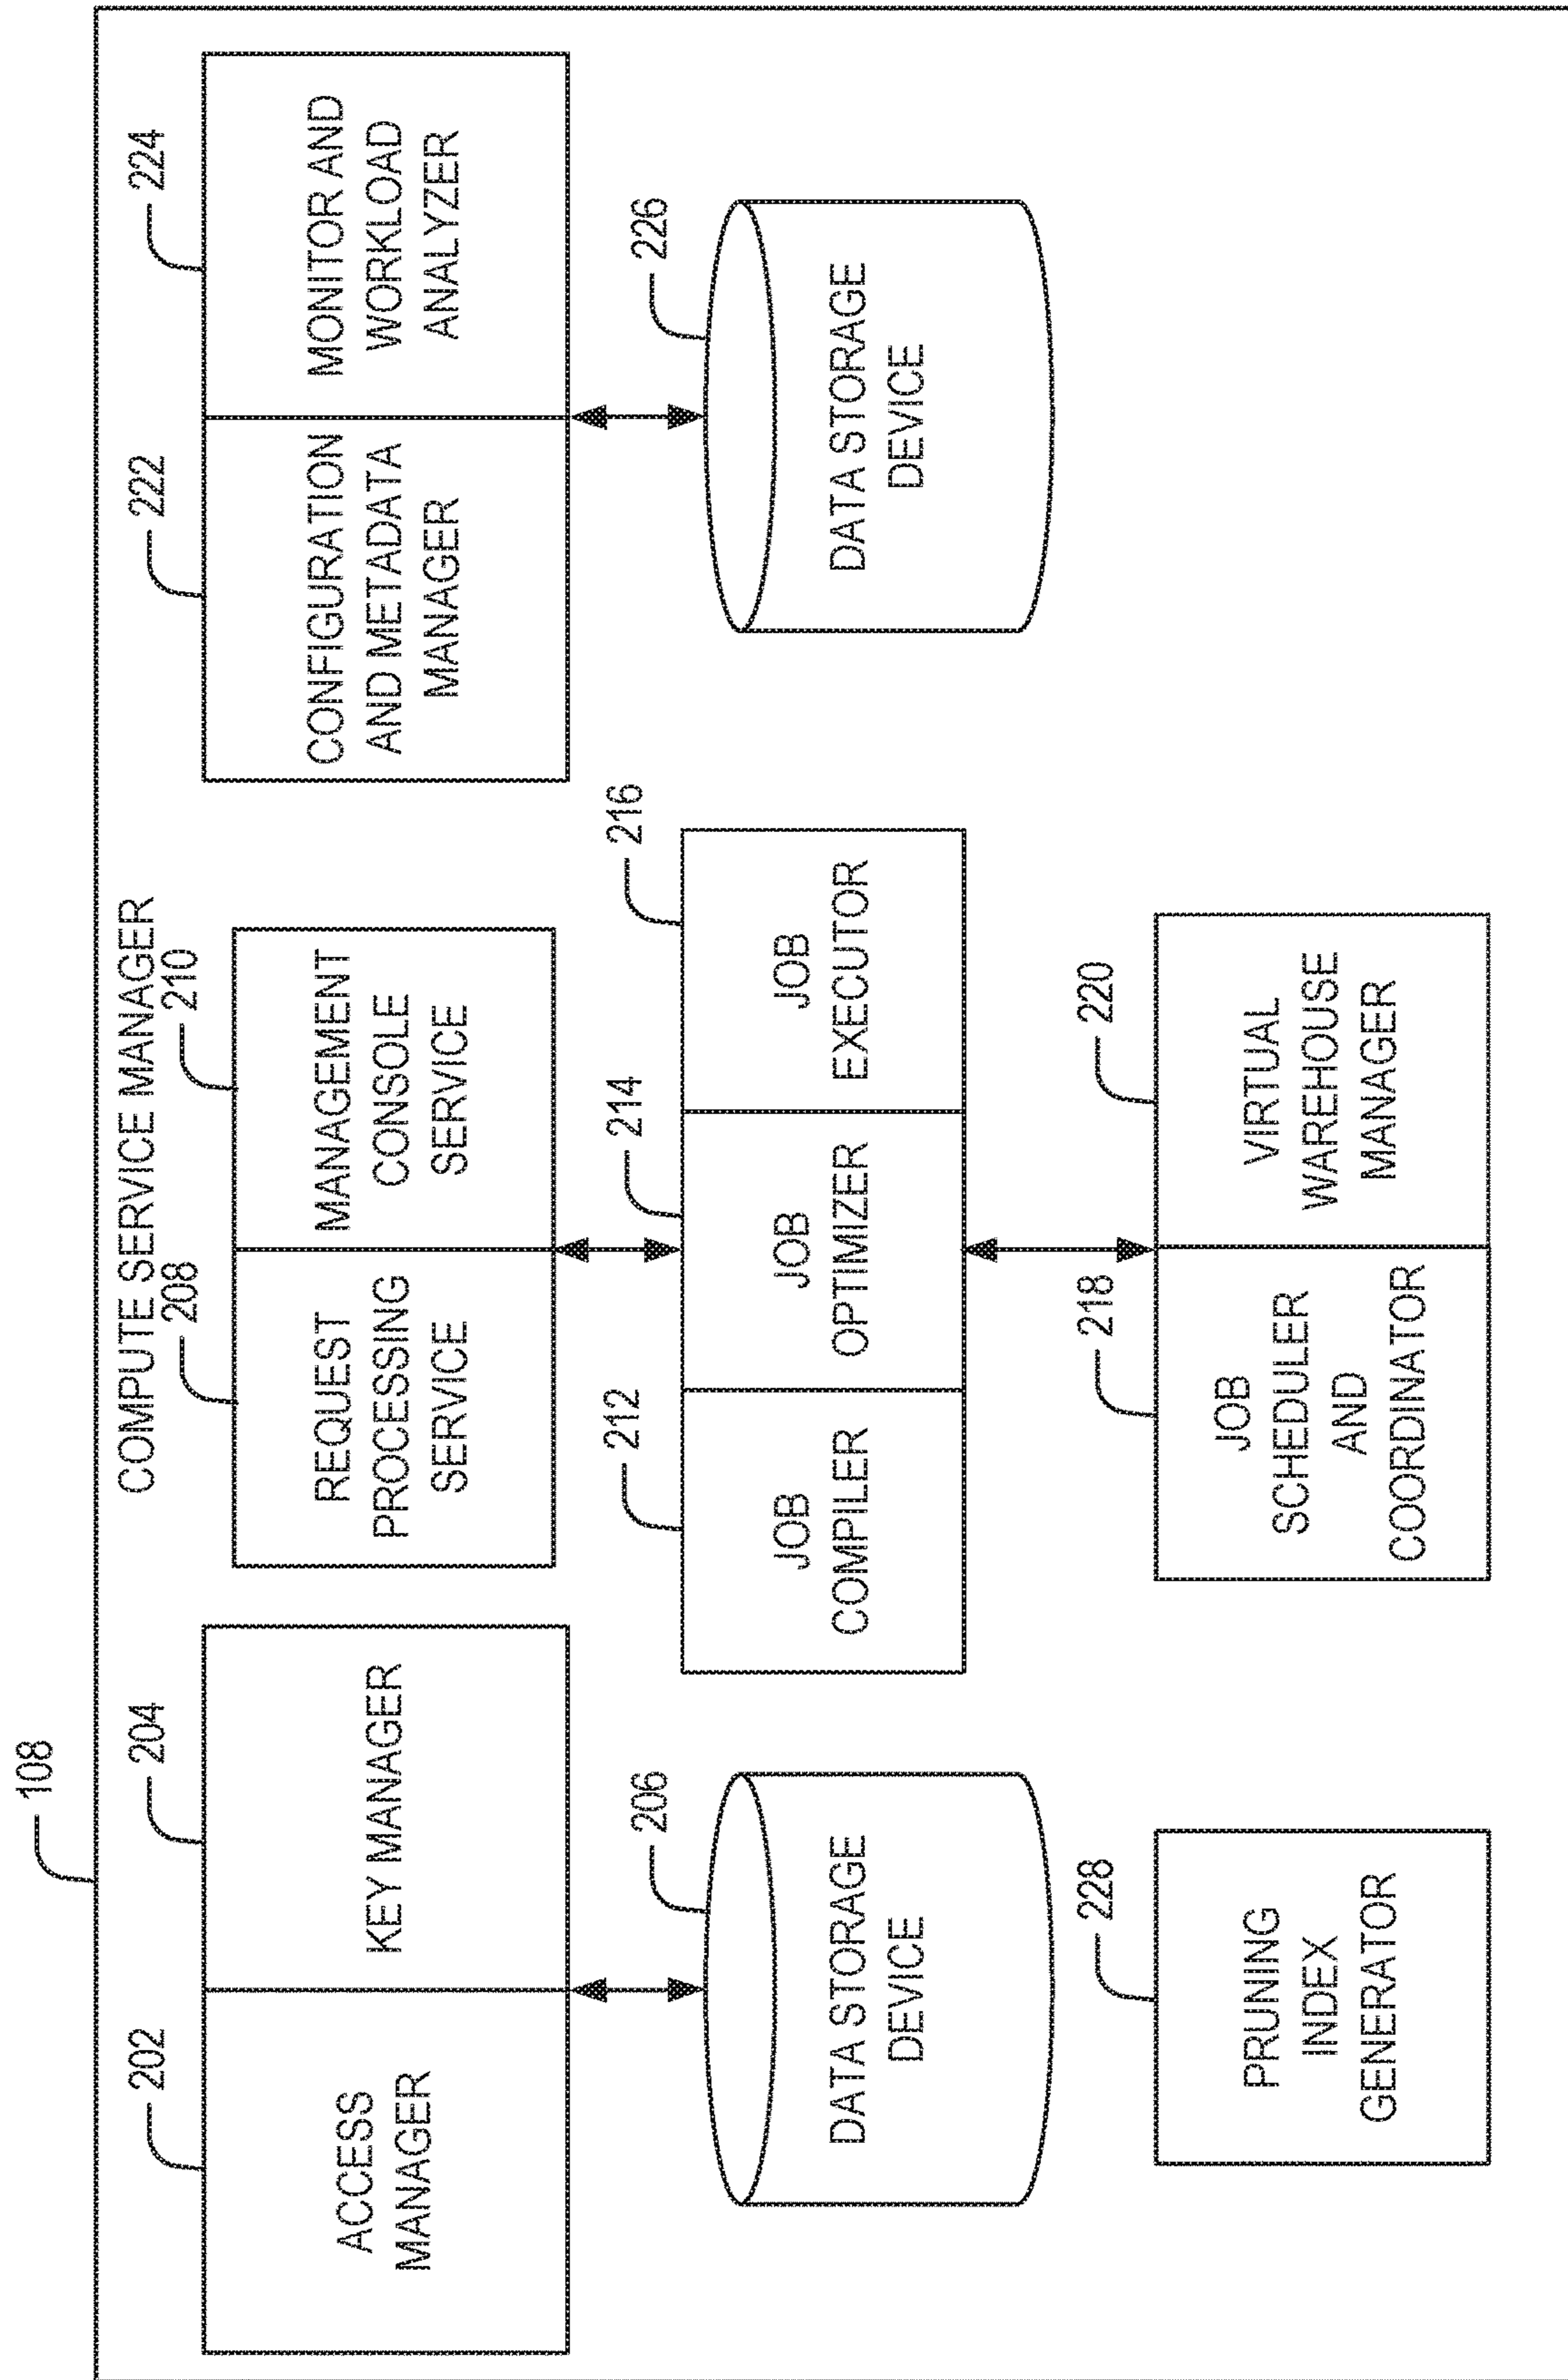 108
COMPUTE SERVICE MANAGER
202
204
ACCESS
MANAGER
KEY MANAGER
206
DATA STORAGE
DEVICE
228
PRUNING
INDEX
GENERATOR
208
210
REQUEST
PROCESSING
SERVICE
MANAGEMENT
CONSOLE
SERVICE
212
214
216
JOB
COMPILER
JOB
OPTIMIZER
JOB
EXECUTOR
218
220
JOB
SCHEDULER
AND
COORDINATOR
VIRTUAL
WAREHOUSE
MANAGER
222
224
CONFIGURATION
AND METADATA
MANAGER
MONITOR AND
WORKLOAD
ANALYZER
226
DATA STORAGE
DEVICE